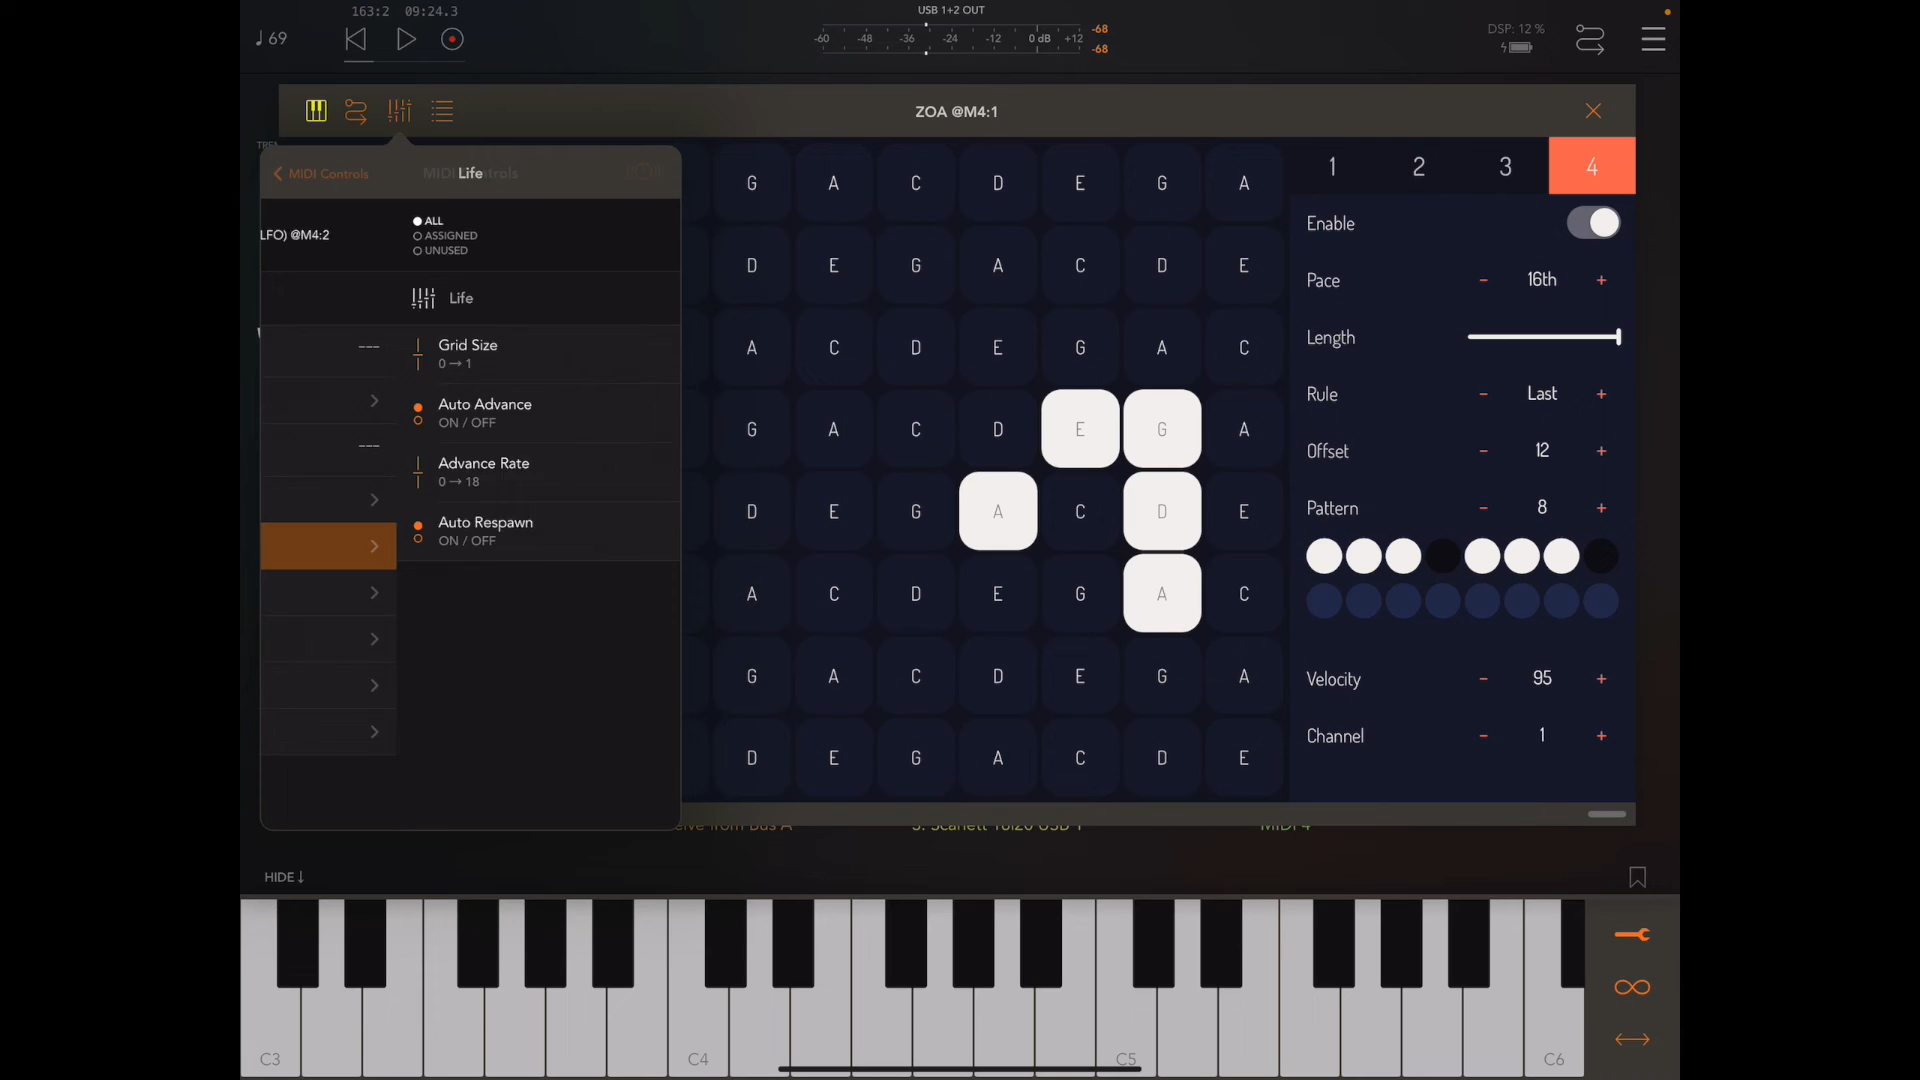 163:2 09:24.3
USB 1+2 OUT
69
-60 -48 -36 -24 -12 0 dB +12
-68
-68
DSP: 12 %
ZOA @M4:1
MIDI Controls
Life
LFO) @M4:2
ALL
ASSIGNED
UNUSED
Life
Grid Size
0 → 1
Auto Advance
ON / OFF
Advance Rate
0 → 18
Auto Respawn
ON / OFF
---
---
G A C D E G A
D E G A C D E
A C D E G A C
G A C D E G A
D E G A C D E
A C D E G A C
G A C D E G A
D E G A C D E
1 2 3 4
Enable
Pace - 16th +
Length
Rule - Last +
Offset - 12 +
Pattern - 8 +
Velocity - 95 +
Channel - 1 +
HIDE ↓
C3 C4 C5 C6